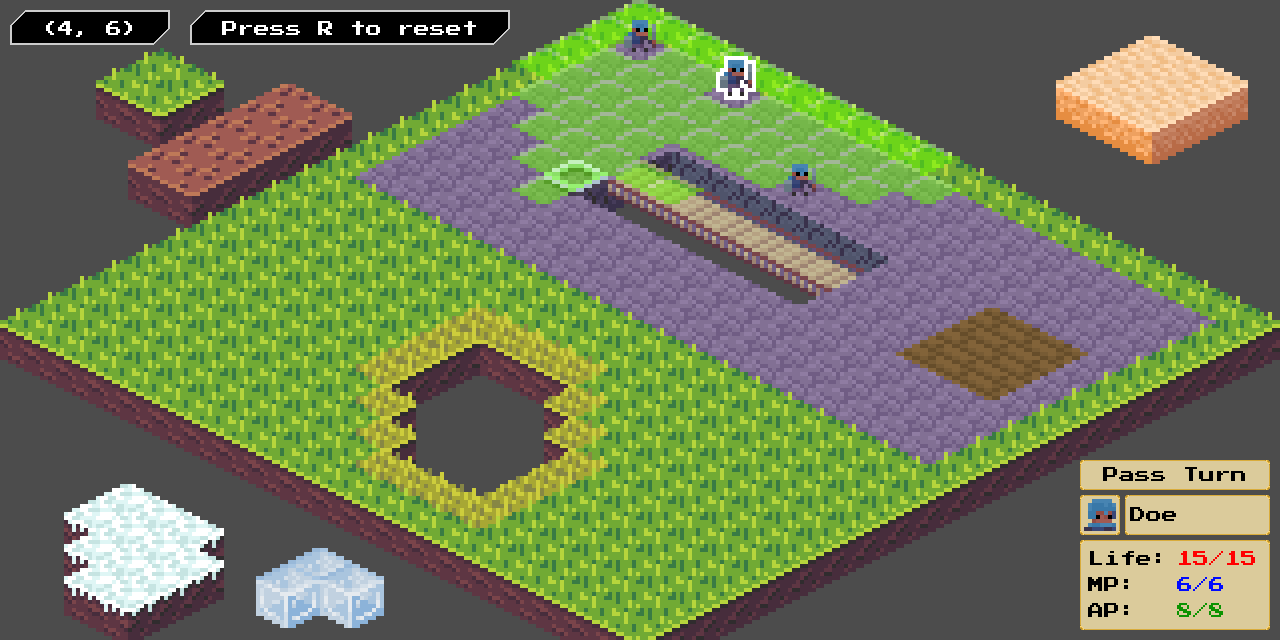 (4, 6)
Press R to reset
Pass Turn
Doe
Life: 15/15
MP: 6/6
AP: 8/8